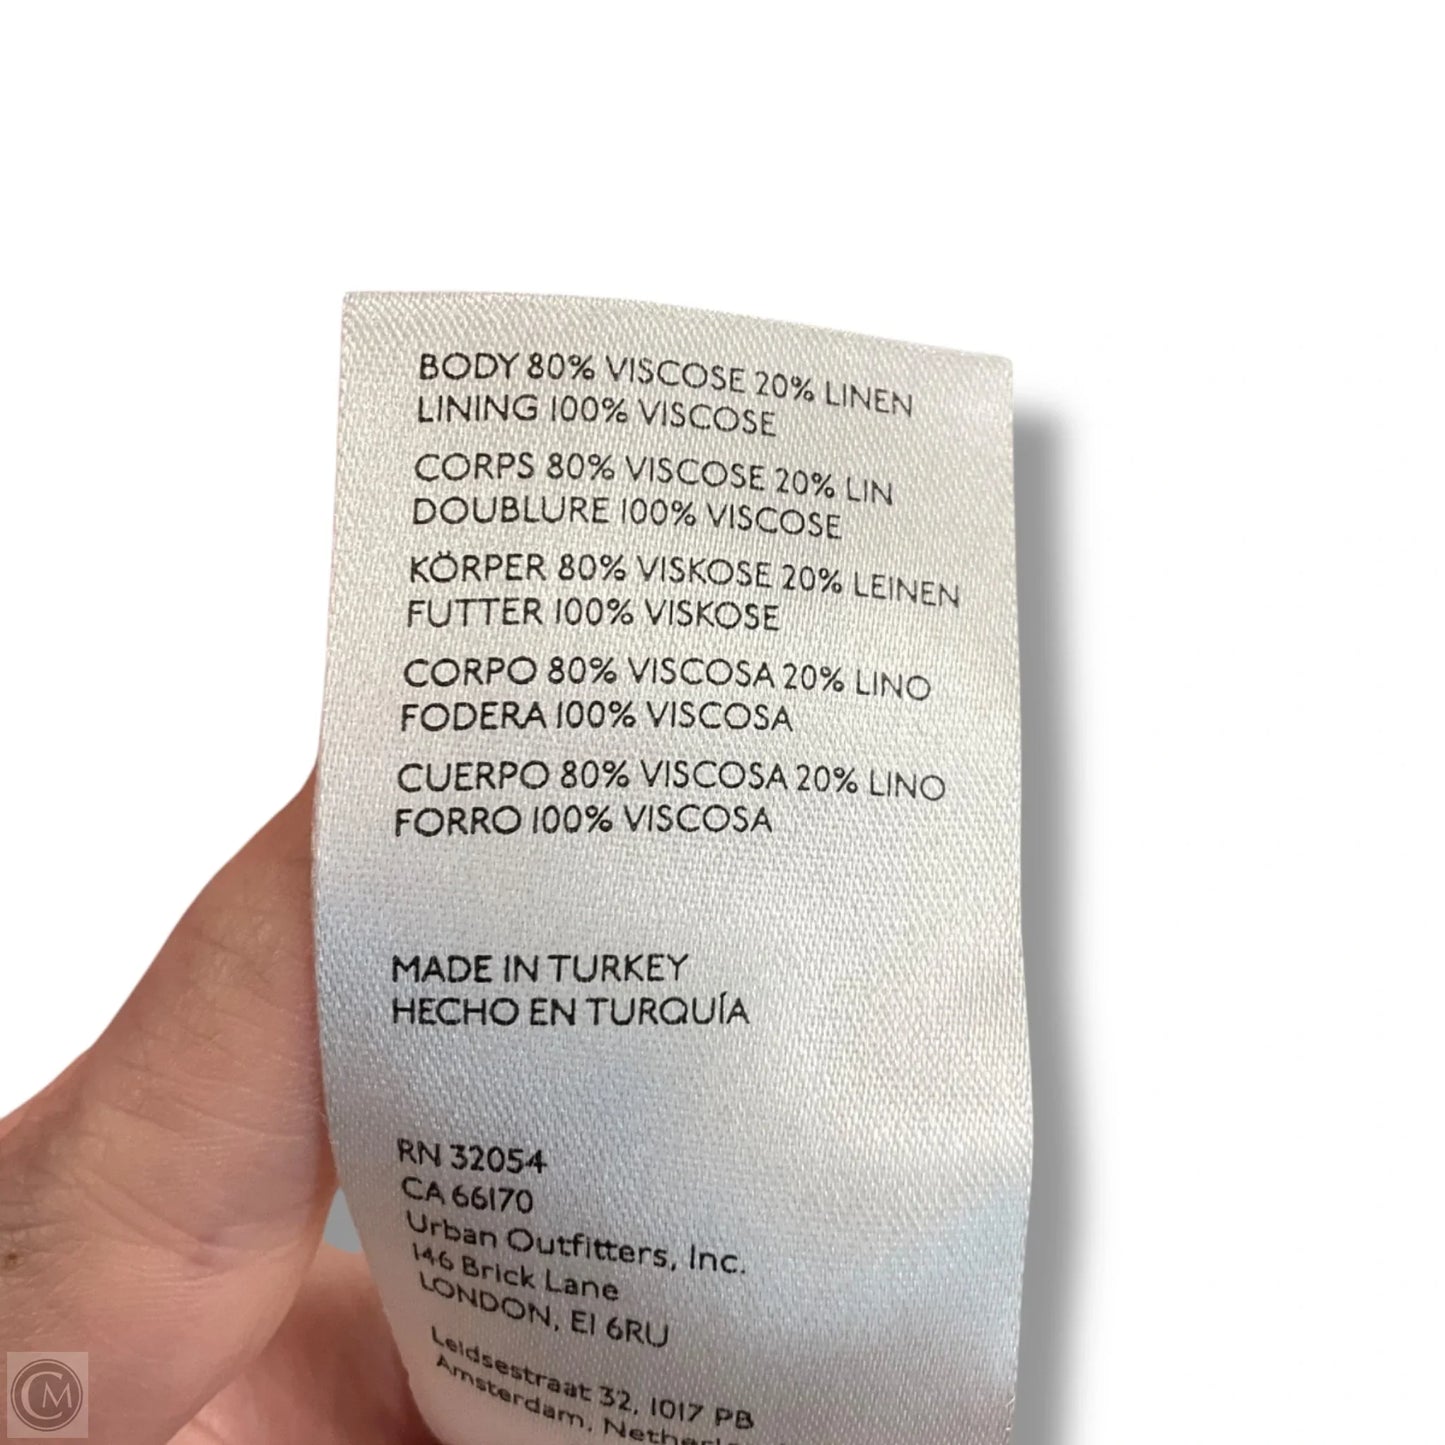 BODY 80% VISCOSE 20% LINEN
LINING 100% VISCOSE
CORPS 80% VISCOSE 20% LIN
DOUBLURE 100% VISCOSE
KÖRPER 80% VISKOSE 20% LEINEN
FUTTER 100% VISKOSE
CORPO 80% VISCOSA 20% LINO
FODERA 100% VISCOSA
CUERPO 80% VISCOSA 20% LINO
FORRO 100% VISCOSA
MADE IN TURKEY
HECHO EN TURQUÍA
RN 32054
CA 66170
Urban Outfitters, Inc.
146 Brick Lane
LONDON, E1 6RU
Leidsestraat 32, 1017 PB
Amsterdam,
CM